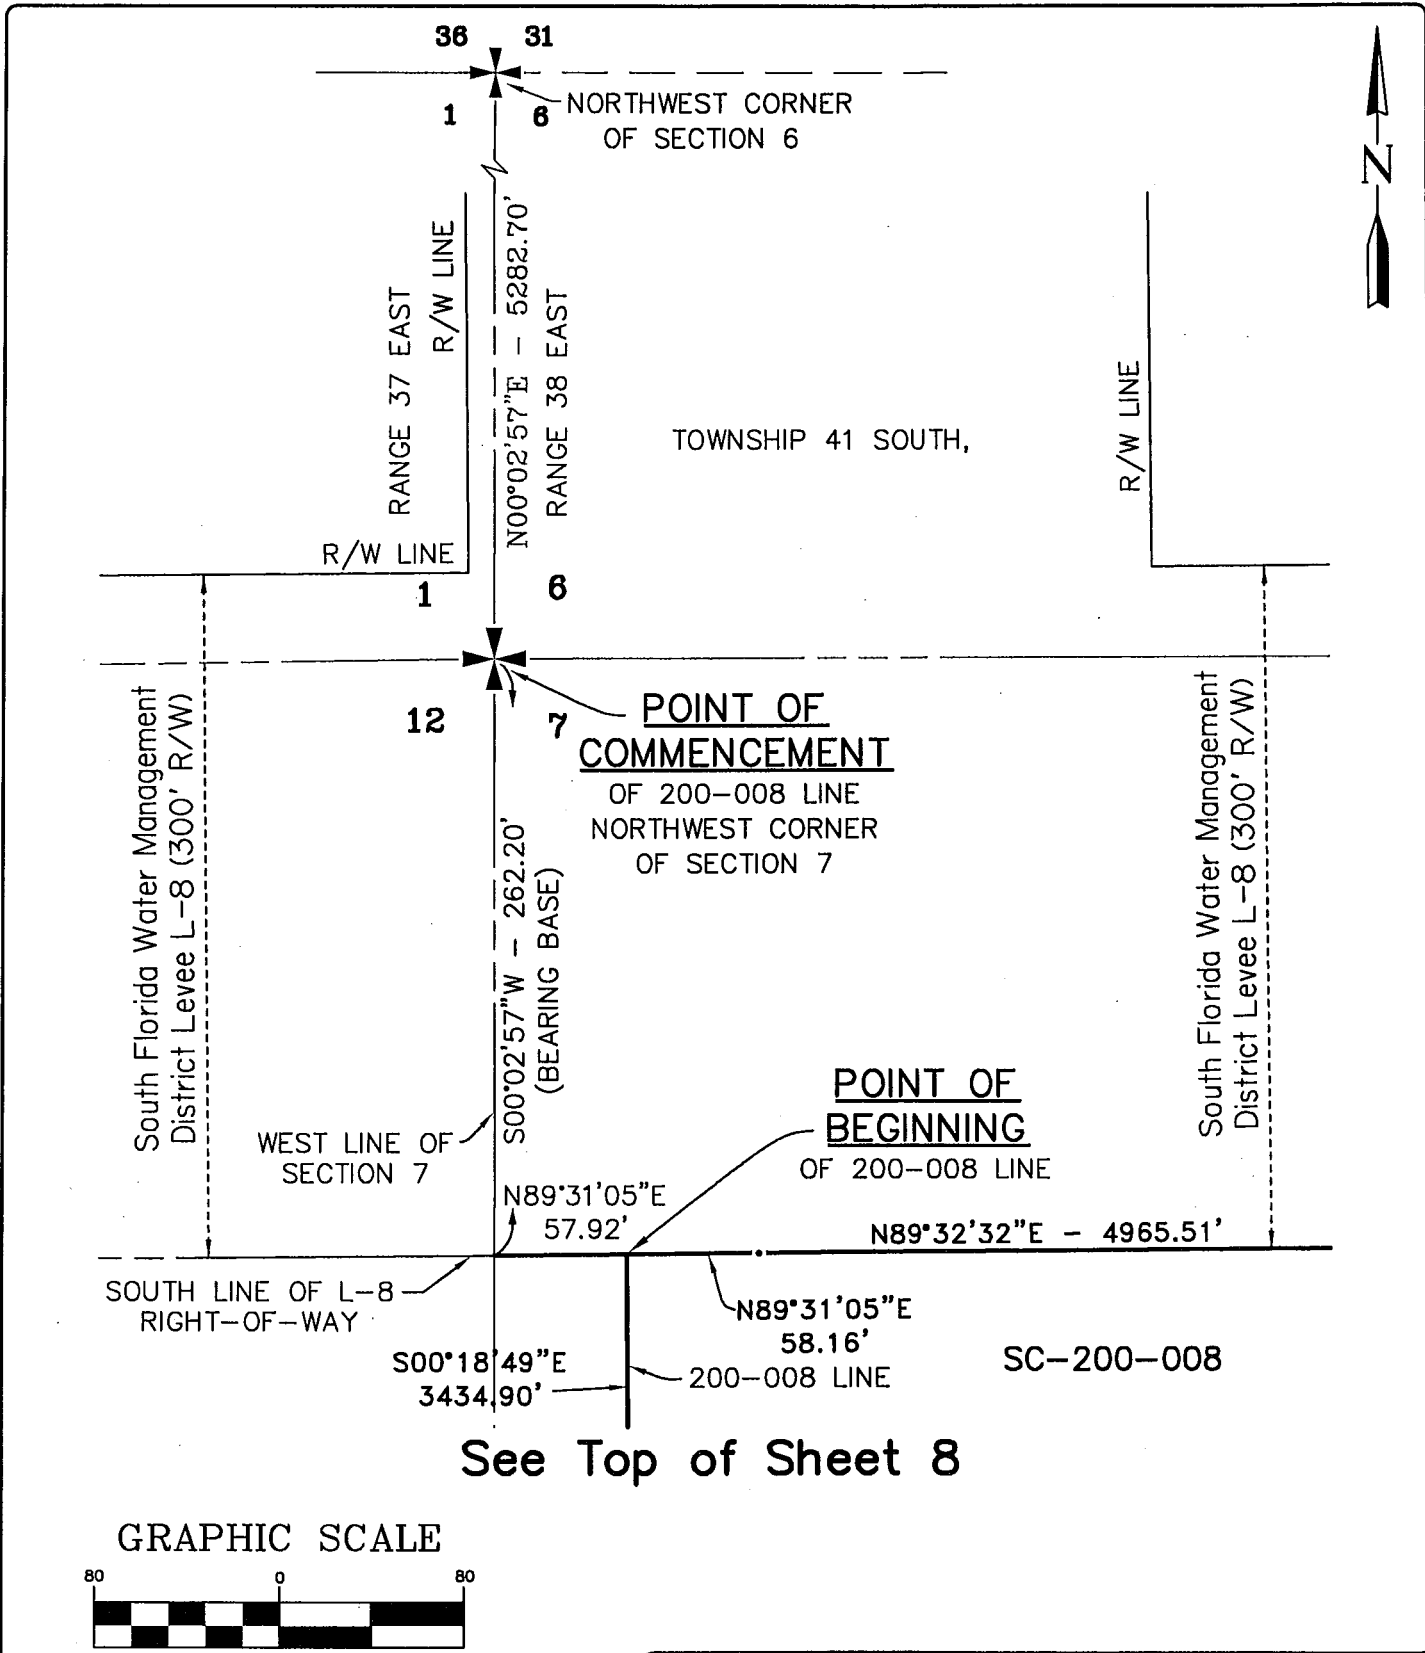 36 31
NORTHWEST CORNER
OF SECTION 6
1 6
N
RANGE 37 EAST
R/W LINE
N00°02'57"E - 5282.70'
RANGE 38 EAST
TOWNSHIP 41 SOUTH,
R/W LINE
R/W LINE
1 6
12 7
POINT OF
COMMENCEMENT
OF 200-008 LINE
NORTHWEST CORNER
OF SECTION 7
South Florida Water Management
District Levee L-8 (300' R/W)
South Florida Water Management
District Levee L-8 (300' R/W)
S00°02'57"W - 262.20'
(BEARING BASE)
WEST LINE OF
SECTION 7
POINT OF
BEGINNING
OF 200-008 LINE
N89°31'05"E
57.92'
N89°32'32"E - 4965.51'
SOUTH LINE OF L-8
RIGHT-OF-WAY
N89°31'05"E
58.16'
S00°18'49"E
3434.90'
200-008 LINE
SC-200-008
See Top of Sheet 8
GRAPHIC SCALE
80 0 80